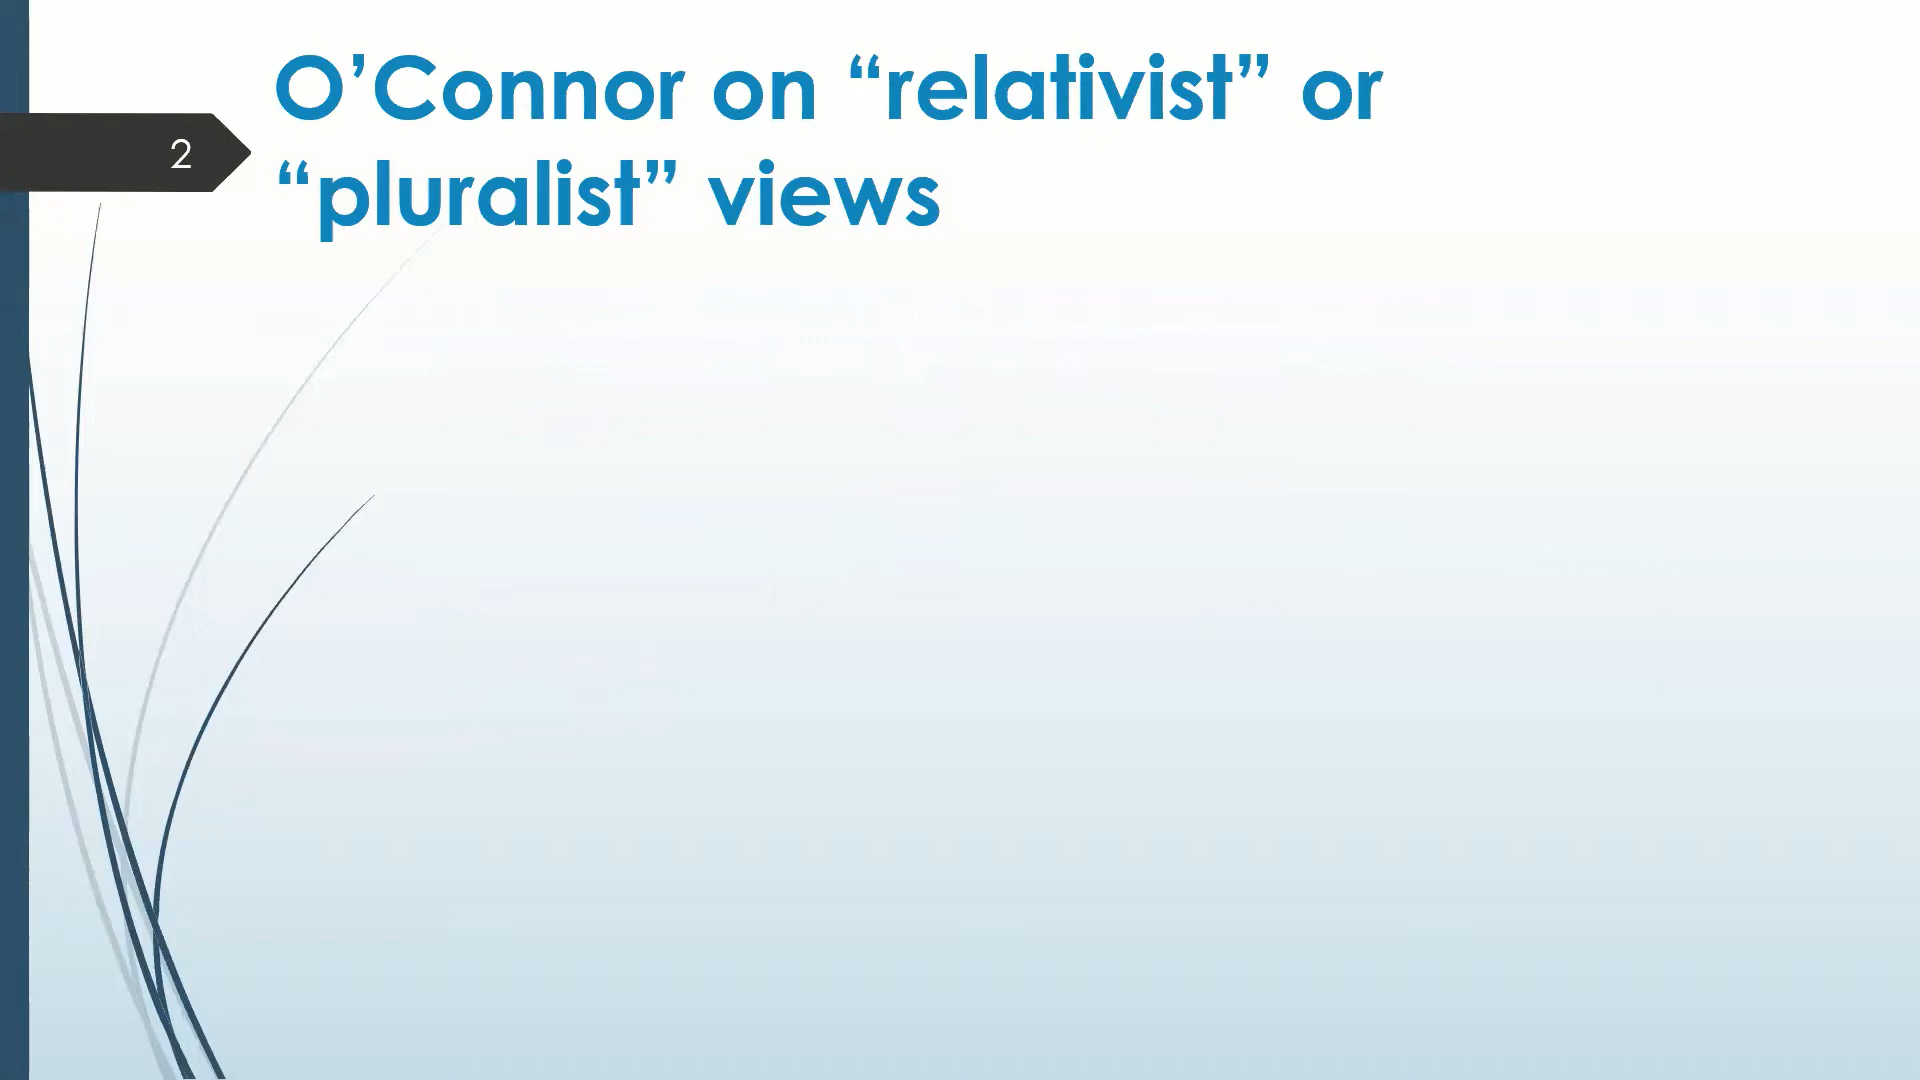 O’Connor on “relativist” or
“pluralist” views
2